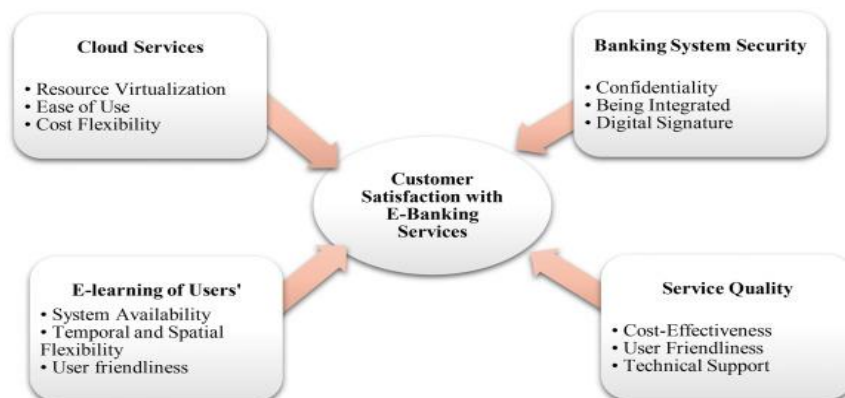 Cloud Services
• Resource Virtualization
• Ease of Use
• Cost Flexibility
Banking System Security
• Confidentiality
• Being Integrated
• Digital Signature
Customer
Satisfaction with
E-Banking
Services
E-learning of Users'
• System Availability
• Temporal and Spatial
Flexibility
• User friendliness
Service Quality
• Cost-Effectiveness
• User Friendliness
• Technical Support